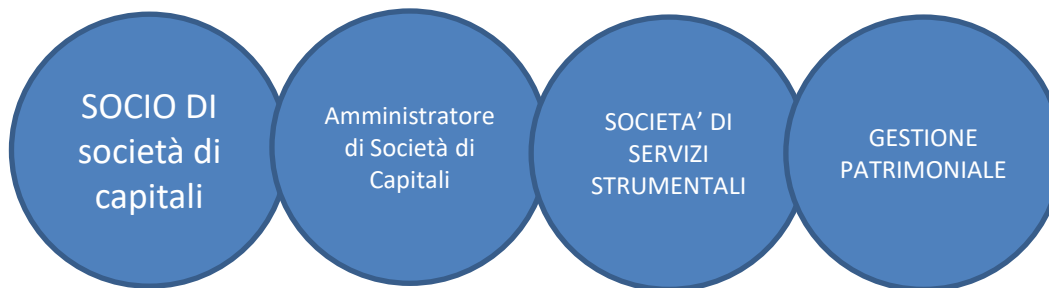 SOCIO DI
società di
capitali
Amministratore
di Società di
Capitali
SOCIETA’ DI
SERVIZI
STRUMENTALI
GESTIONE
PATRIMONIALE